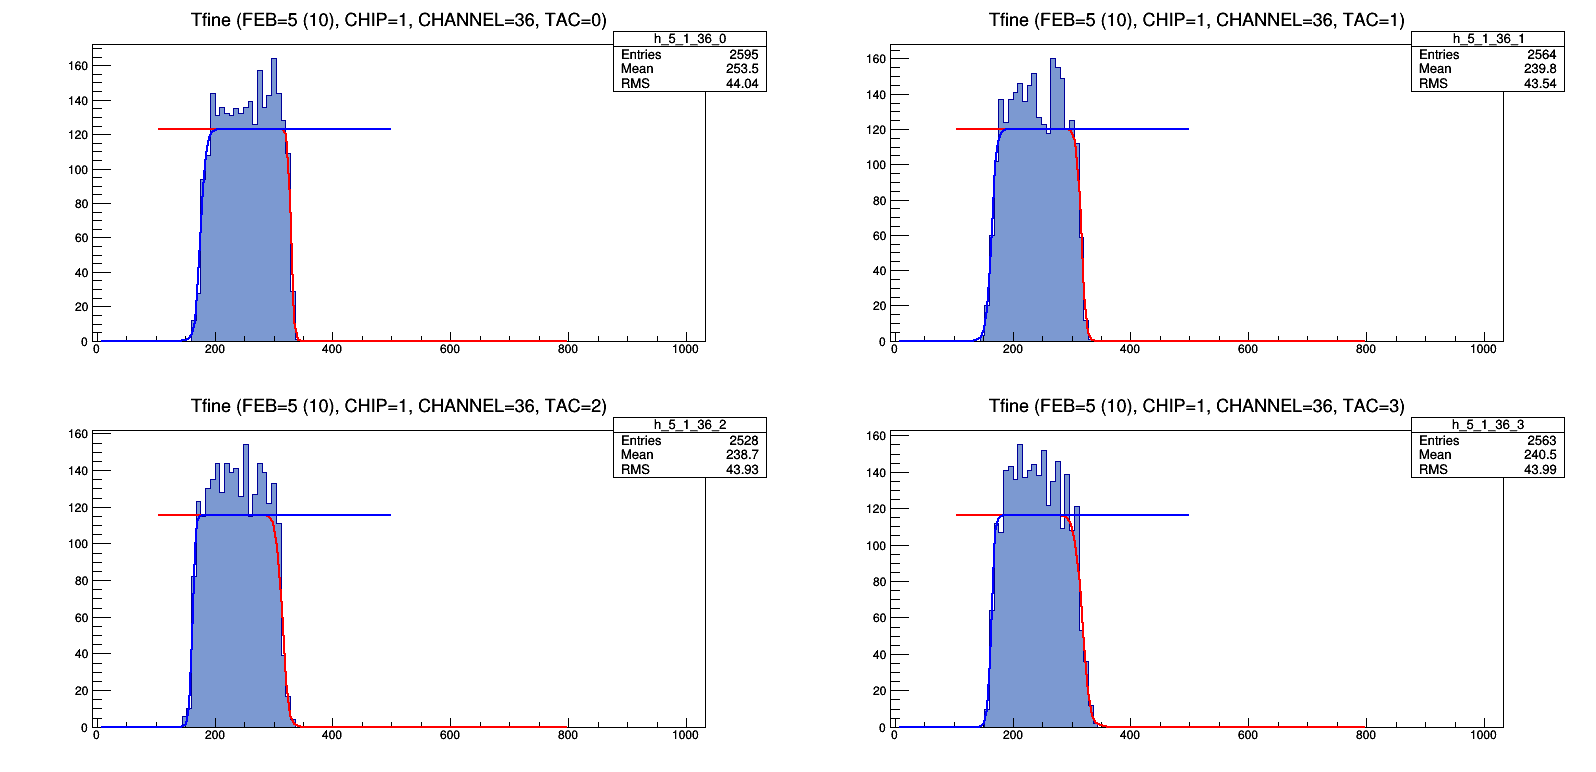 Tfine (FEB=5 (10), CHIP=1, CHANNEL=36, TAC=0)
h_5_1_36_0
Entries 2595
Mean 253.5
RMS 44.04
160
140
120
100
80
60
40
20
0
0 200 400 600 800 1000
Tfine (FEB=5 (10), CHIP=1, CHANNEL=36, TAC=1)
h_5_1_36_1
Entries 2564
Mean 239.8
RMS 43.54
160
140
120
100
80
60
40
20
0
0 200 400 600 800 1000
Tfine (FEB=5 (10), CHIP=1, CHANNEL=36, TAC=2)
h_5_1_36_2
Entries 2528
Mean 238.7
RMS 43.93
160
140
120
100
80
60
40
20
0
0 200 400 600 800 1000
Tfine (FEB=5 (10), CHIP=1, CHANNEL=36, TAC=3)
h_5_1_36_3
Entries 2563
Mean 240.5
RMS 43.99
160
140
120
100
80
60
40
20
0
0 200 400 600 800 1000